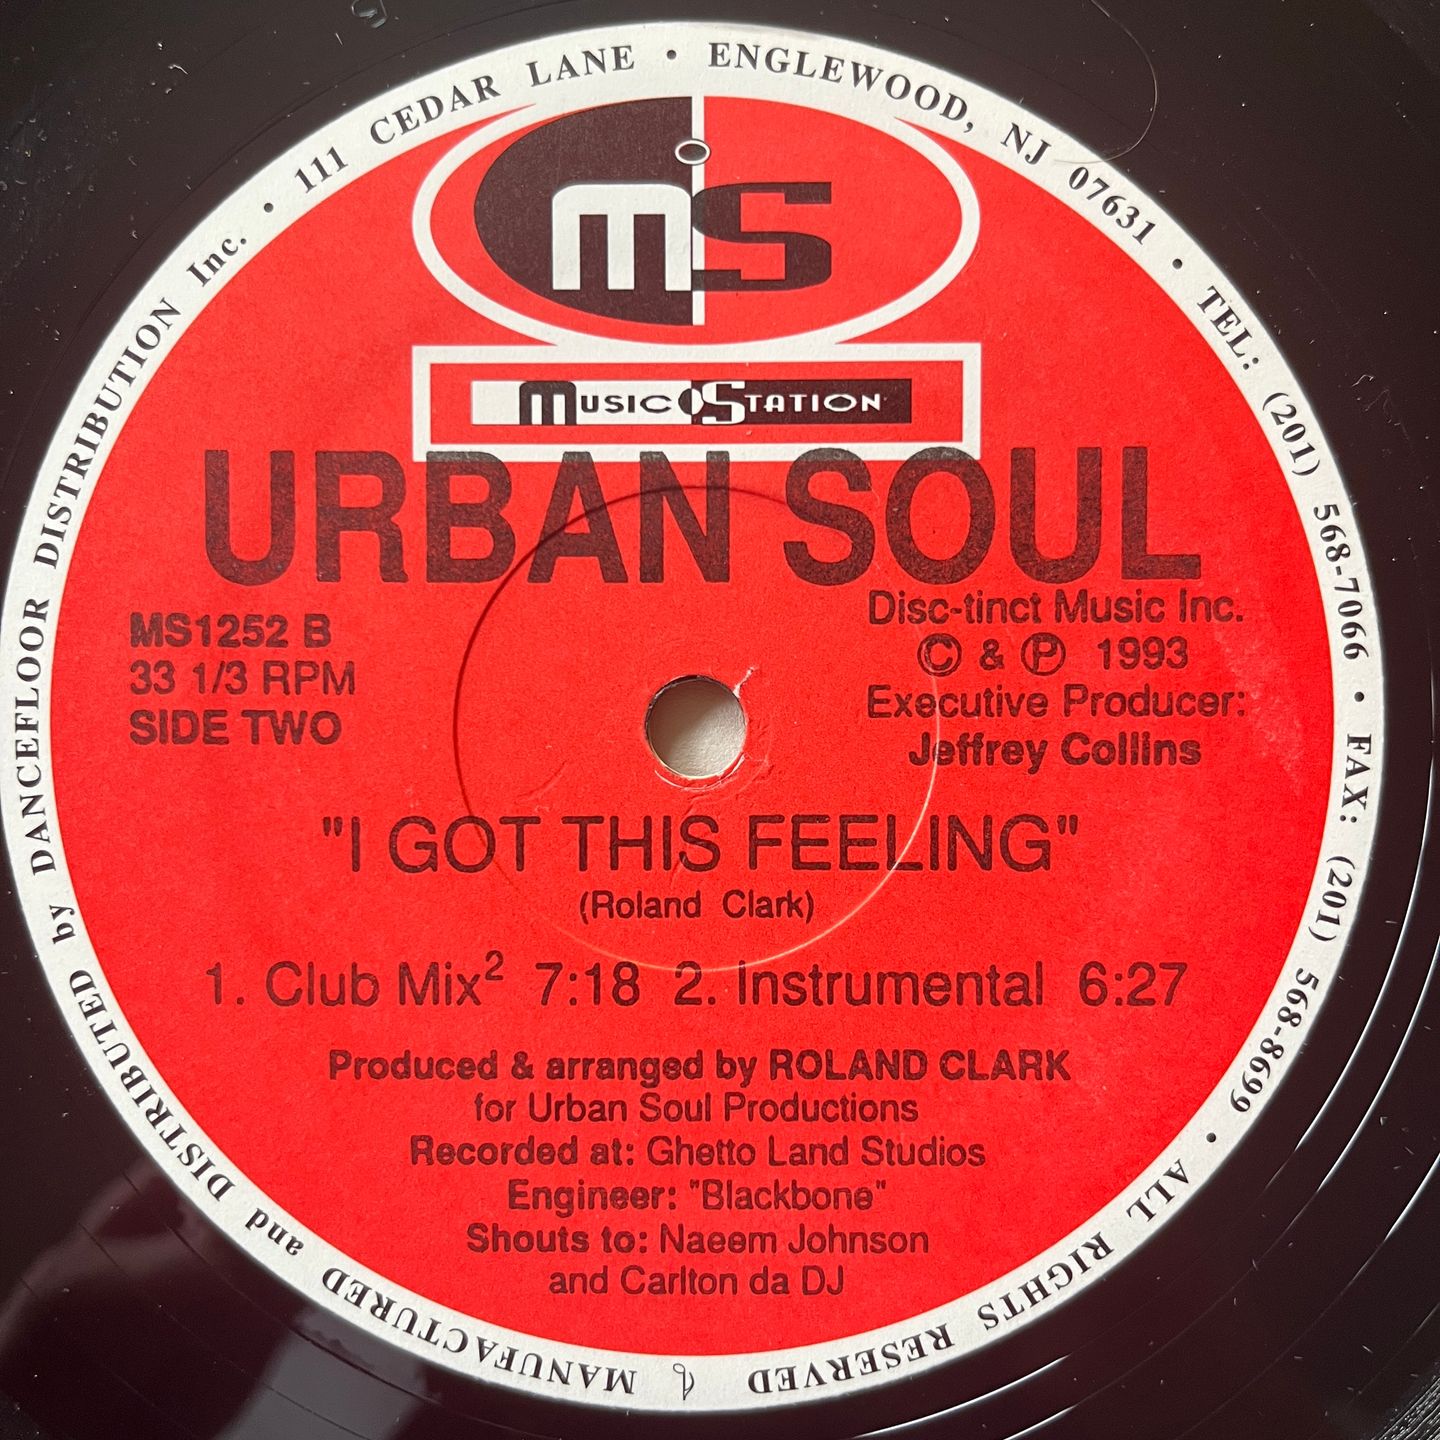 MANUFACTURED and DISTRIBUTED by DANCEFLOOR DISTRIBUTION Inc. • 111 CEDAR LANE • ENGLEWOOD, NJ 07631 • TEL: (201) 568-7066 • FAX: (201) 568-8699 • ALL RIGHTS RESERVED
mS
MUSIC STATION
URBAN SOUL
MS1252 B
33 1/3 RPM
SIDE TWO
Disc-tinct Music Inc.
© & ℗ 1993
Executive Producer:
Jeffrey Collins
"I GOT THIS FEELING"
(Roland Clark)
1. Club Mix² 7:18 2. Instrumental 6:27
Produced & arranged by ROLAND CLARK
for Urban Soul Productions
Recorded at: Ghetto Land Studios
Engineer: "Blackbone"
Shouts to: Naeem Johnson
and Carlton da DJ